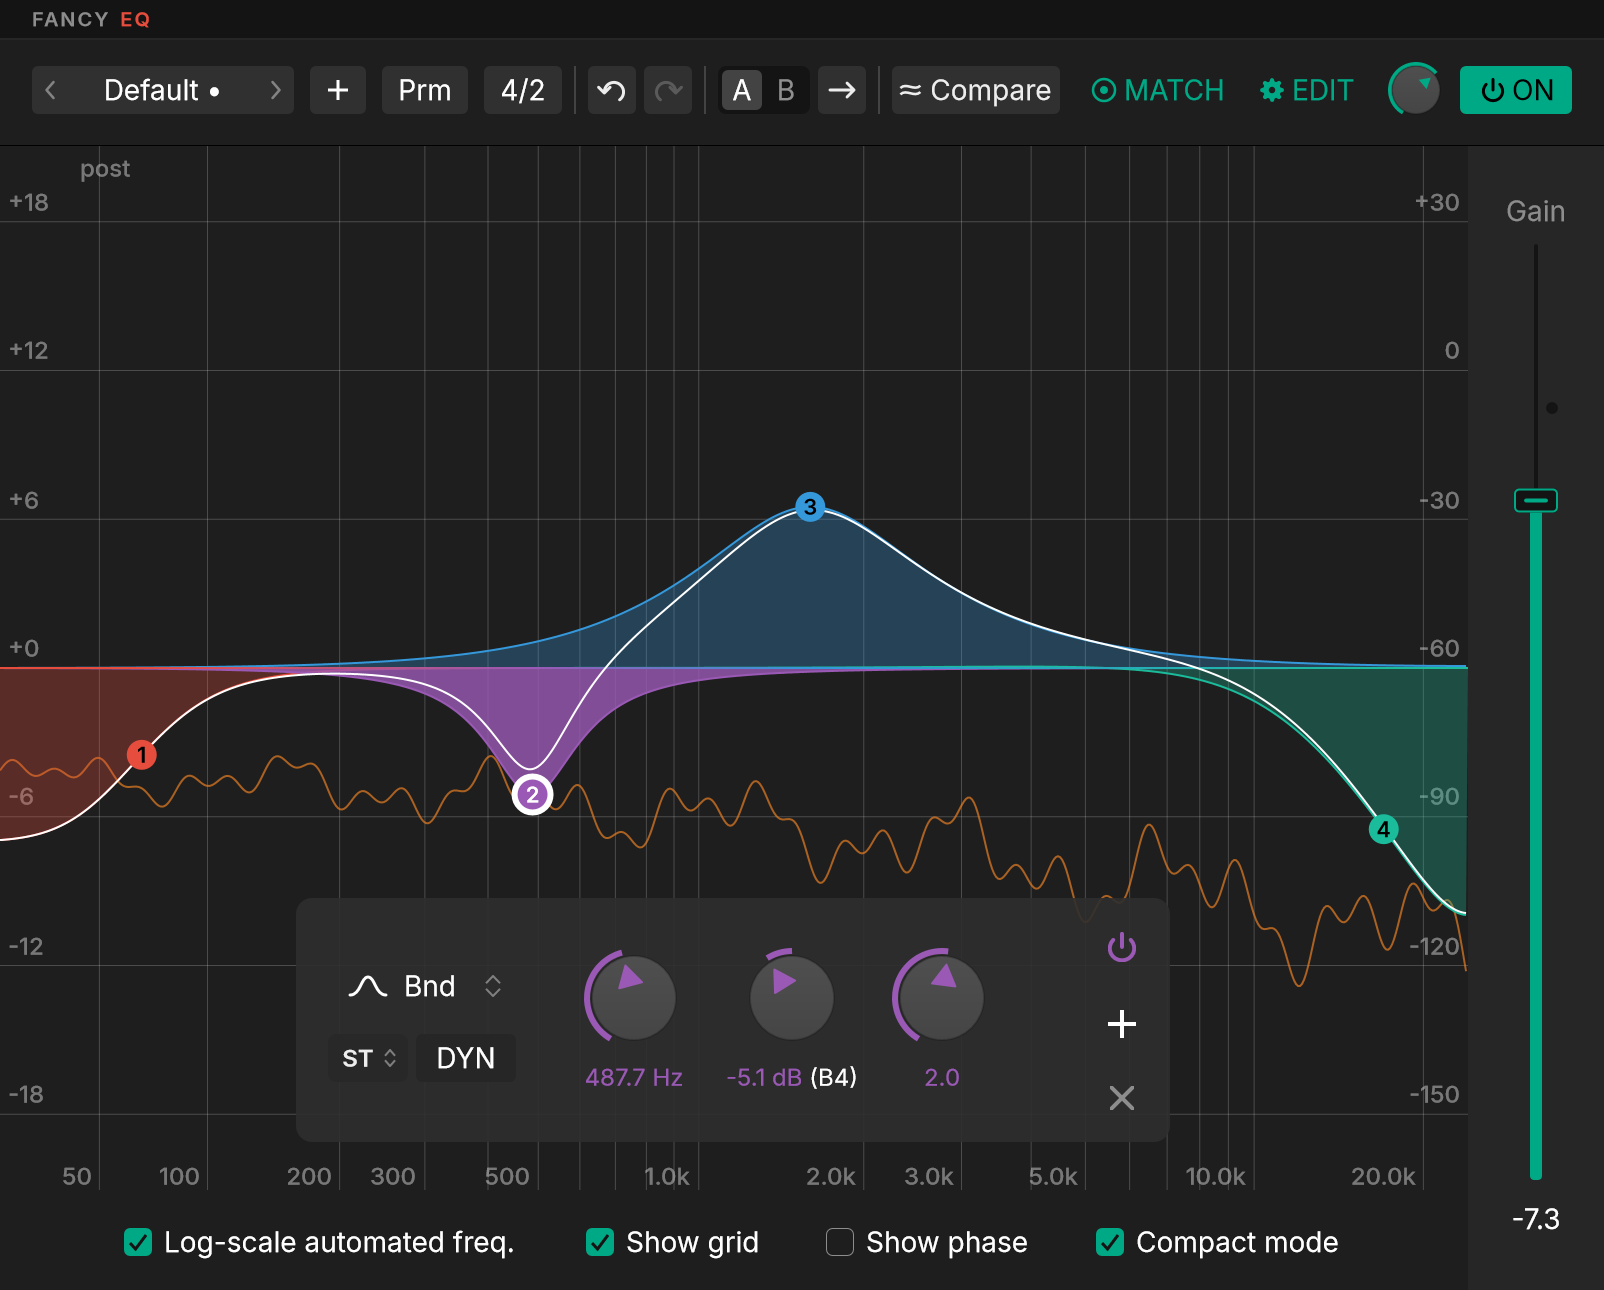 FANCY EQ
Default •
+
Prm
4/2
A B
≈ Compare
MATCH
EDIT
ON
post
+18
+30
Gain
+12
0
+6
-30
3
+0
-60
1
-6
-90
2
4
-12
-120
Bnd
ST
DYN
487.7 Hz
-5.1 dB (B4)
2.0
-18
-150
50 100 200 300 500 1.0k 2.0k 3.0k 5.0k 10.0k 20.0k
-7.3
Log-scale automated freq.
Show grid
Show phase
Compact mode